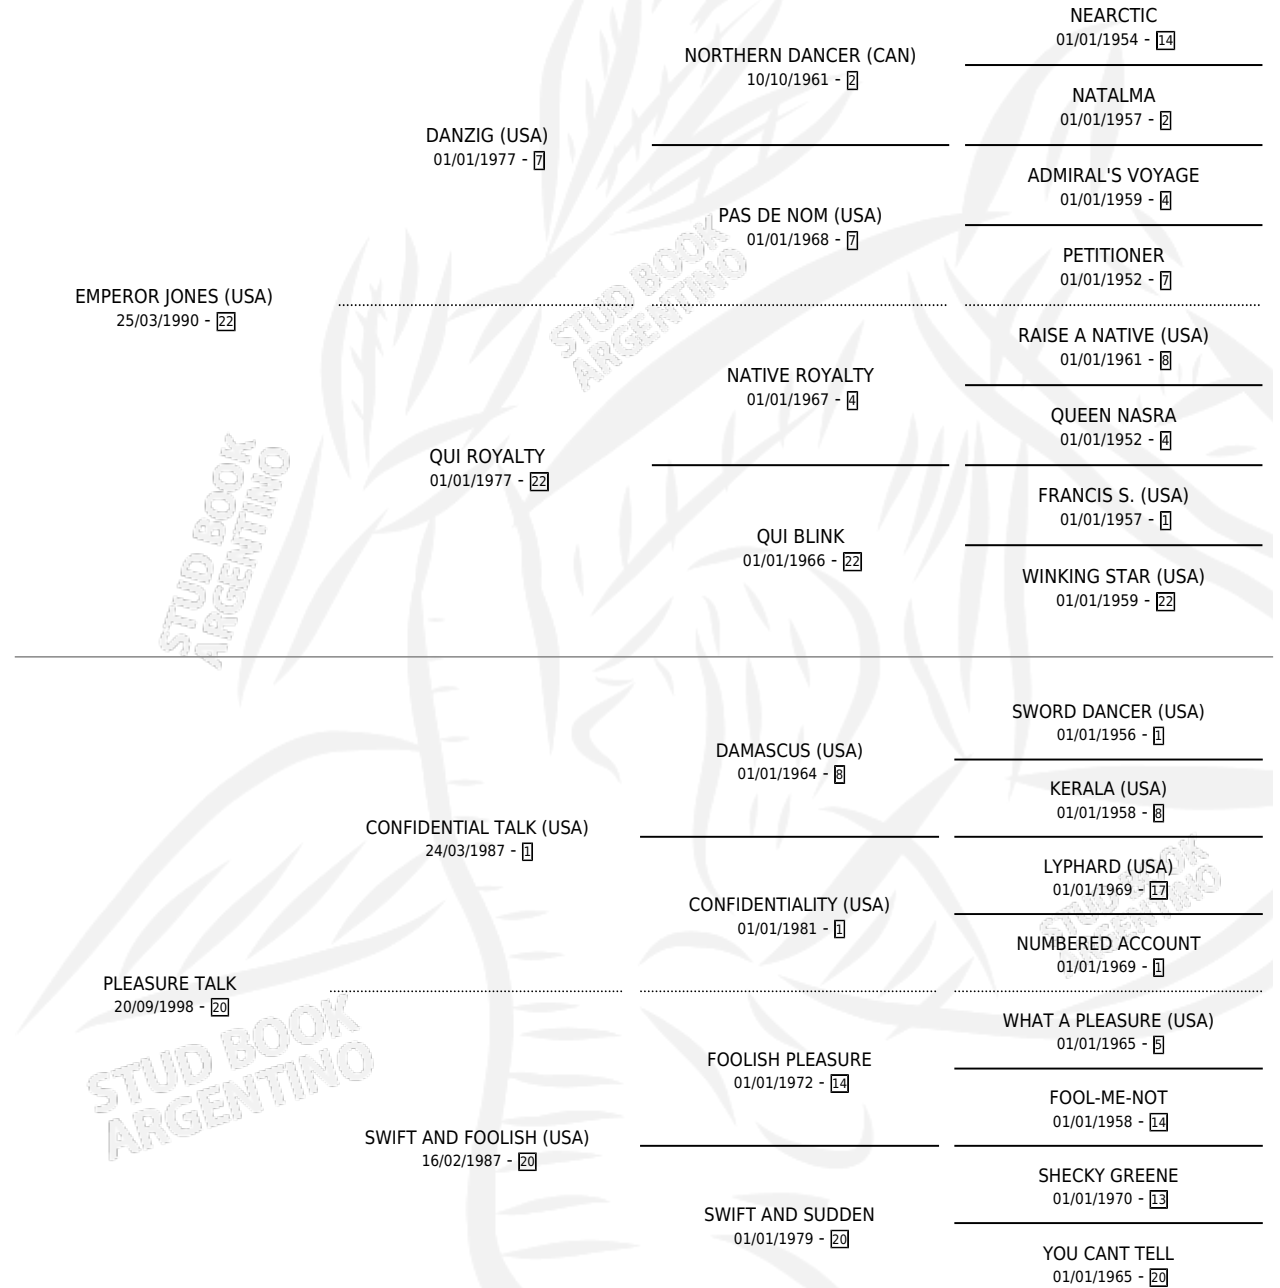 NEARCTIC
01/01/1954 - 14
NORTHERN DANCER (CAN)
10/10/1961 - 2
NATALMA
01/01/1957 - 2
DANZIG (USA)
01/01/1977 - 7
ADMIRAL'S VOYAGE
01/01/1959 - 4
PAS DE NOM (USA)
01/01/1968 - 7
PETITIONER
01/01/1952 - 7
EMPEROR JONES (USA)
25/03/1990 - 22
RAISE A NATIVE (USA)
01/01/1961 - 8
NATIVE ROYALTY
01/01/1967 - 4
QUEEN NASRA
01/01/1952 - 4
QUI ROYALTY
01/01/1977 - 22
FRANCIS S. (USA)
01/01/1957 - 1
QUI BLINK
01/01/1966 - 22
WINKING STAR (USA)
01/01/1959 - 22
STUD BOOK
ARGENTINO
STUD BOOK
ARGENTINO
SWORD DANCER (USA)
01/01/1956 - 1
DAMASCUS (USA)
01/01/1964 - 8
KERALA (USA)
01/01/1958 - 8
CONFIDENTIAL TALK (USA)
24/03/1987 - 1
LYPHARD (USA)
01/01/1969 - 17
CONFIDENTIALITY (USA)
01/01/1981 - 1
NUMBERED ACCOUNT
01/01/1969 - 1
PLEASURE TALK
20/09/1998 - 20
WHAT A PLEASURE (USA)
01/01/1965 - 5
FOOLISH PLEASURE
01/01/1972 - 14
FOOL-ME-NOT
01/01/1958 - 14
SWIFT AND FOOLISH (USA)
16/02/1987 - 20
SHECKY GREENE
01/01/1970 - 13
SWIFT AND SUDDEN
01/01/1979 - 20
YOU CANT TELL
01/01/1965 - 20
STUD BOOK
ARGENTINO
STUD BOOK
ARGENTINO